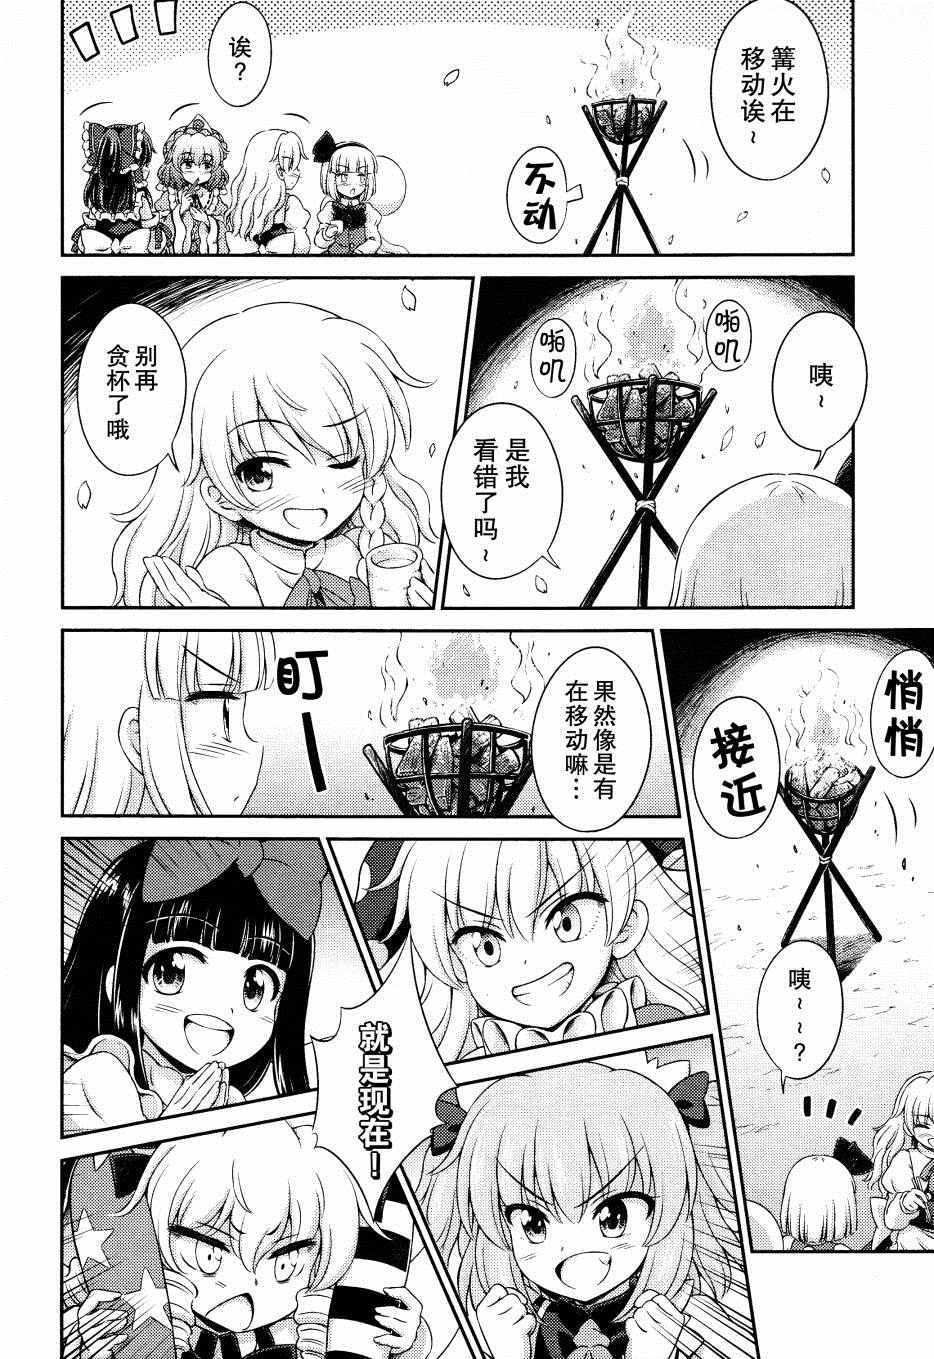 篝火在
移动诶
~
诶？
不动
咦
~
啪叽
啪叽
是我
看错了吗
~
别再
贪杯了哦
悄悄
接近
咦
~
~
？
果然像是有
在移动嘛…
盯一
就是现在！